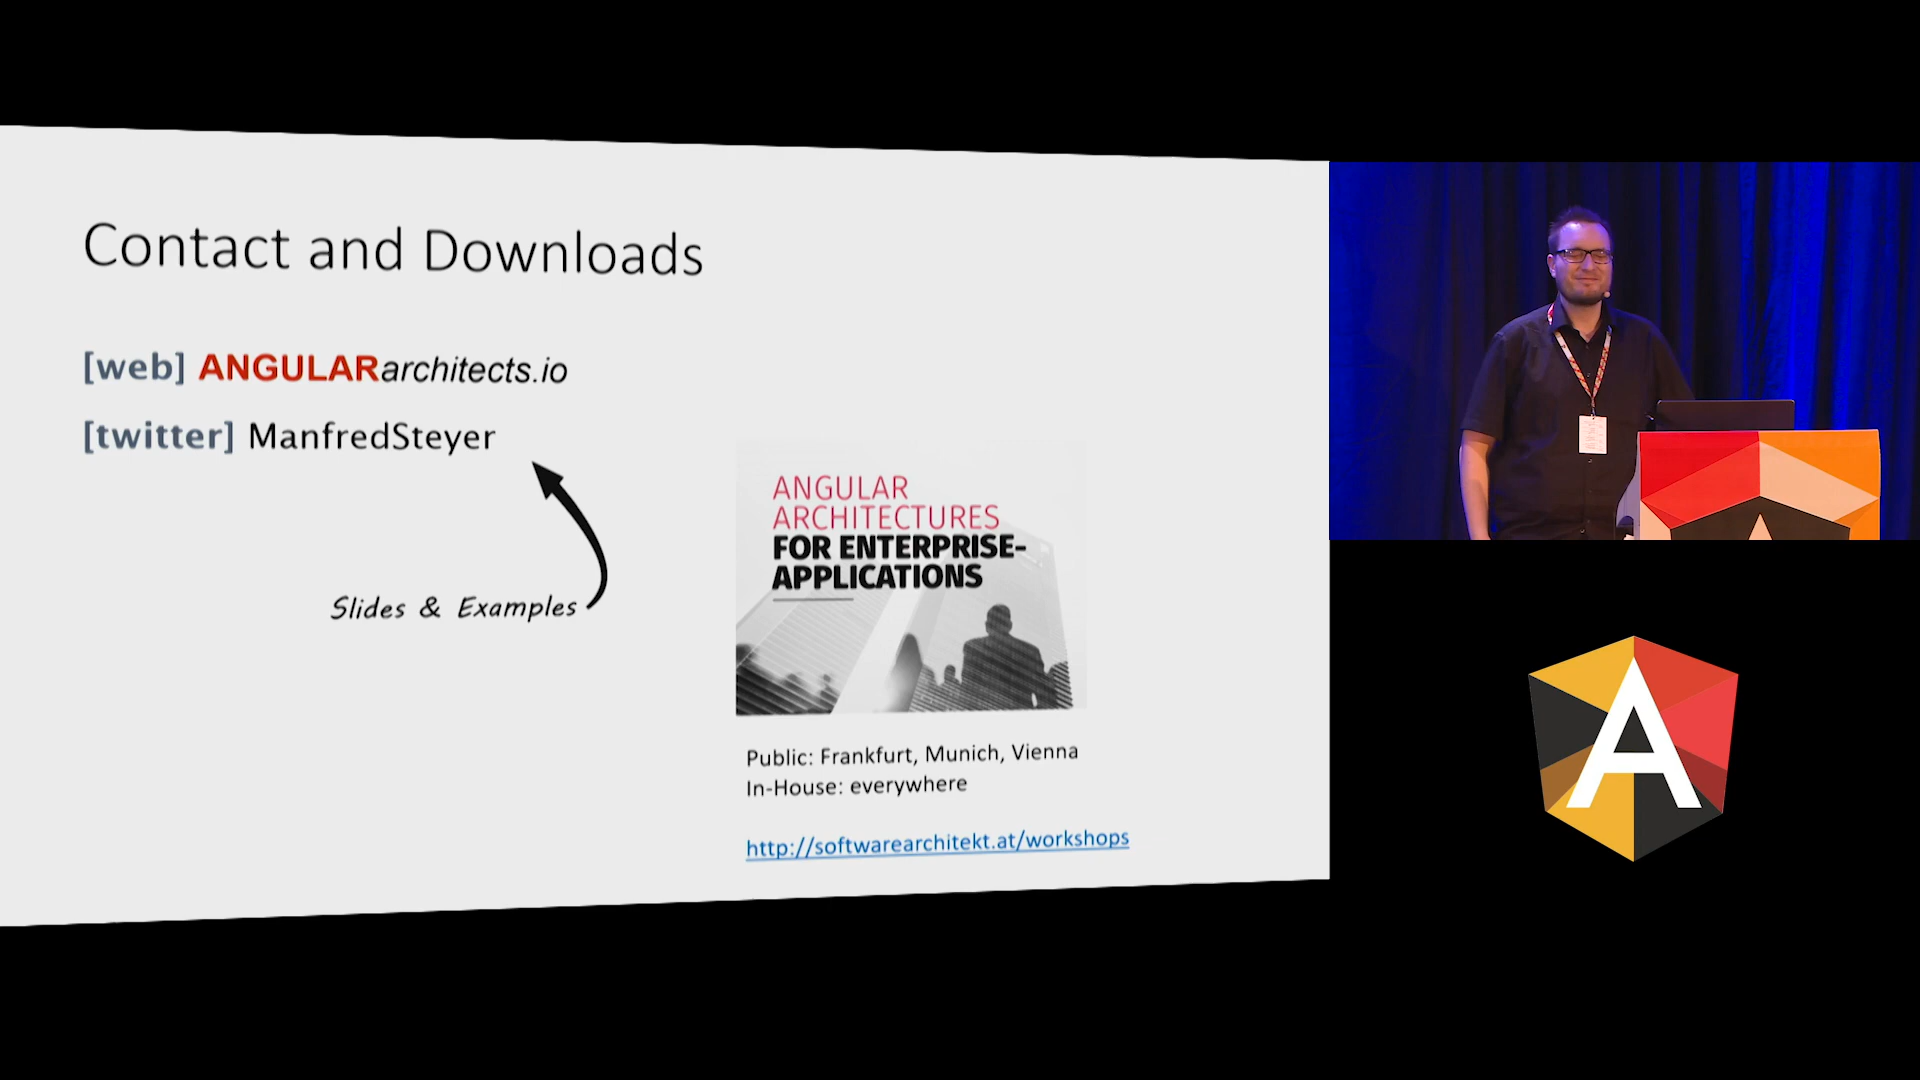 Contact and Downloads
[web] ANGULARarchitects.io
[twitter] ManfredSteyer
Slides & Examples
ANGULAR
ARCHITECTURES
FOR ENTERPRISE-
APPLICATIONS
Public: Frankfurt, Munich, Vienna
In-House: everywhere
http://softwarearchitekt.at/workshops
A